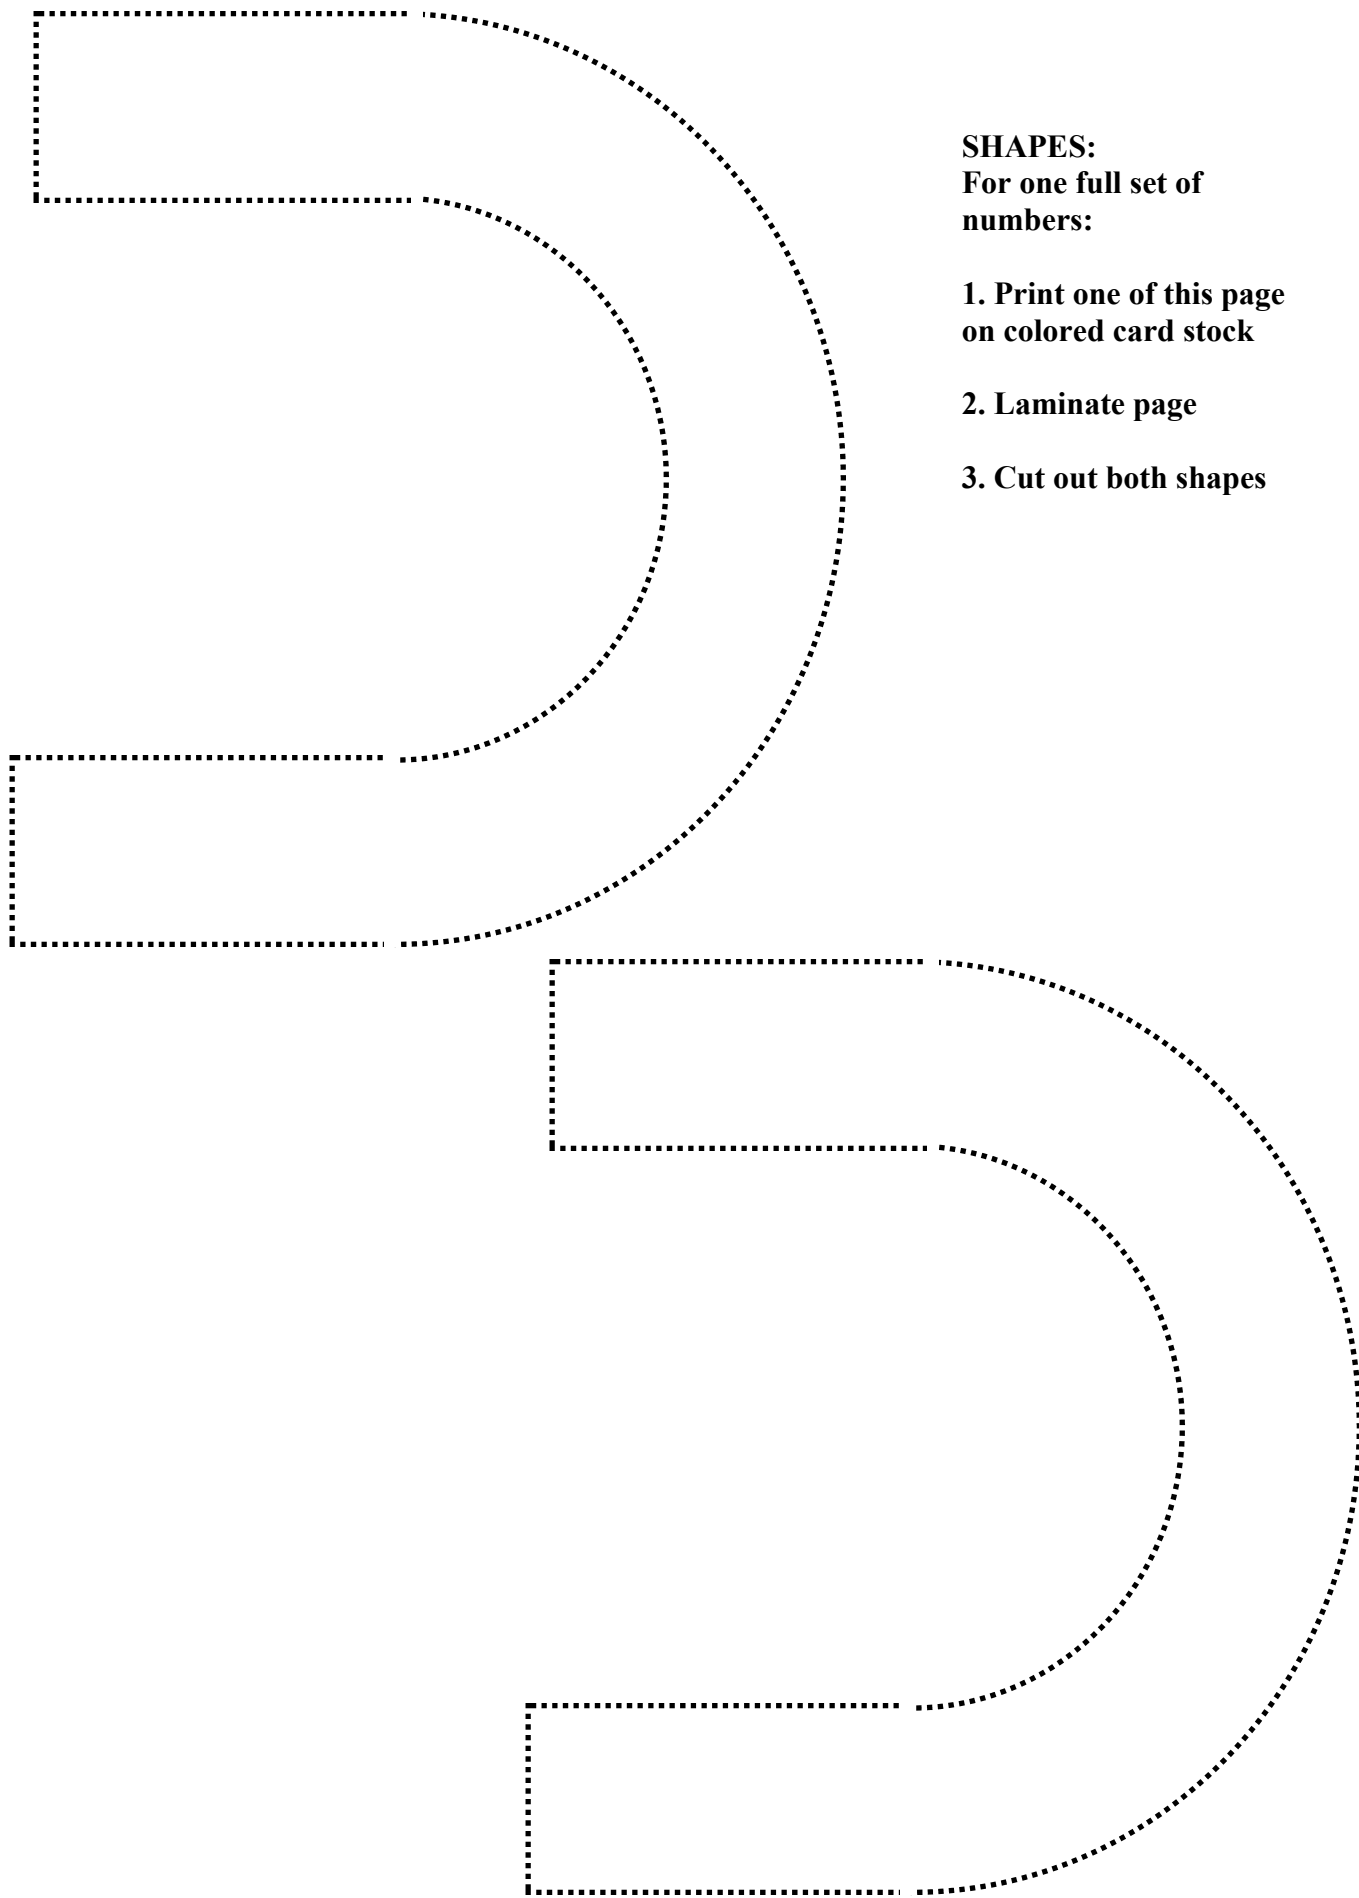 SHAPES:
For one full set of
numbers:
1. Print one of this page
on colored card stock
2. Laminate page
3. Cut out both shapes